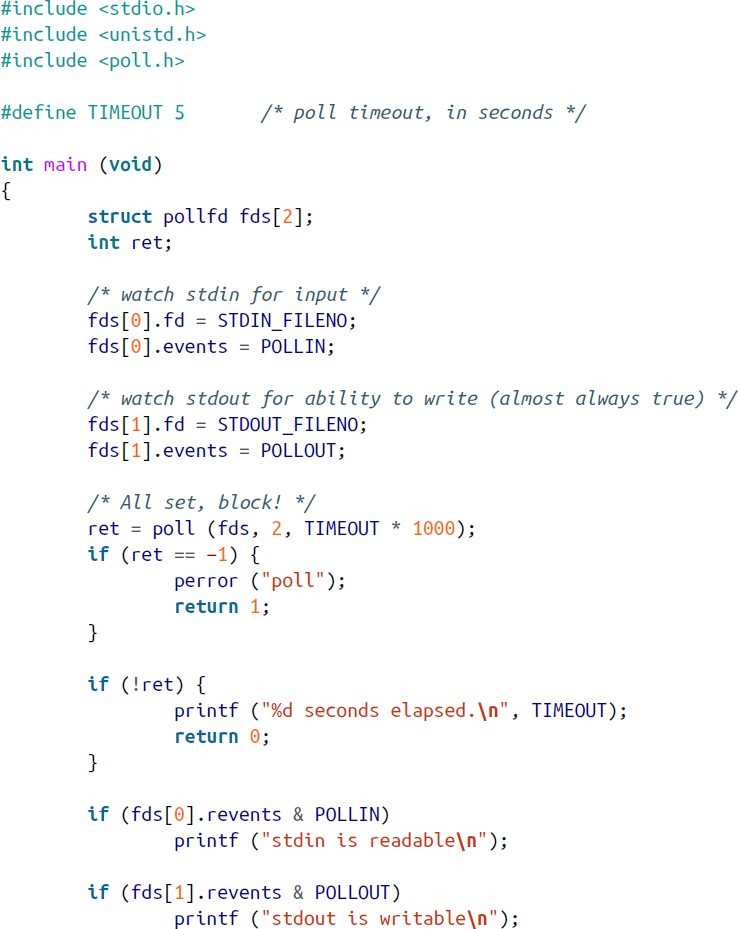 #include <stdio.h>
#include <unistd.h>
#include <poll.h>

#define TIMEOUT 5       /* poll timeout, in seconds */

int main (void)
{
        struct pollfd fds[2];
        int ret;

        /* watch stdin for input */
        fds[0].fd = STDIN_FILENO;
        fds[0].events = POLLIN;

        /* watch stdout for ability to write (almost always true) */
        fds[1].fd = STDOUT_FILENO;
        fds[1].events = POLLOUT;

        /* All set, block! */
        ret = poll (fds, 2, TIMEOUT * 1000);
        if (ret == −1) {
                perror ("poll");
                return 1;
        }

        if (!ret) {
                printf ("%d seconds elapsed.\n", TIMEOUT);
                return 0;
        }

        if (fds[0].revents & POLLIN)
                printf ("stdin is readable\n");

        if (fds[1].revents & POLLOUT)
                printf ("stdout is writable\n");